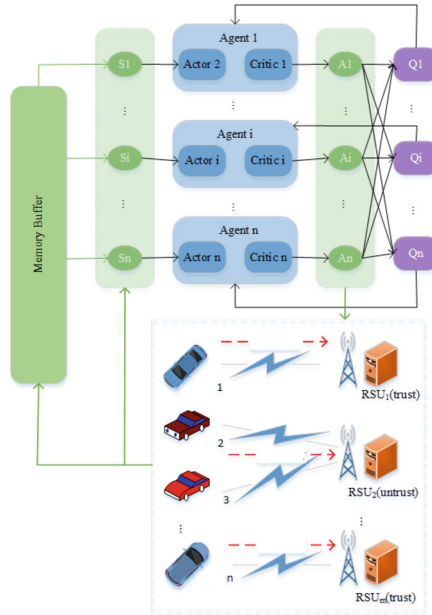 Agent 1
S1
Actor 2
Critic 1
A1
Q1
Agent i
Si
Actor i
Critic i
Ai
Qi
Memory Buffer
Agent n
Sn
Actor n
Critic n
An
Qn
1
RSU1(trust)
2
3
RSU2(untrust)
n
RSUm(trust)